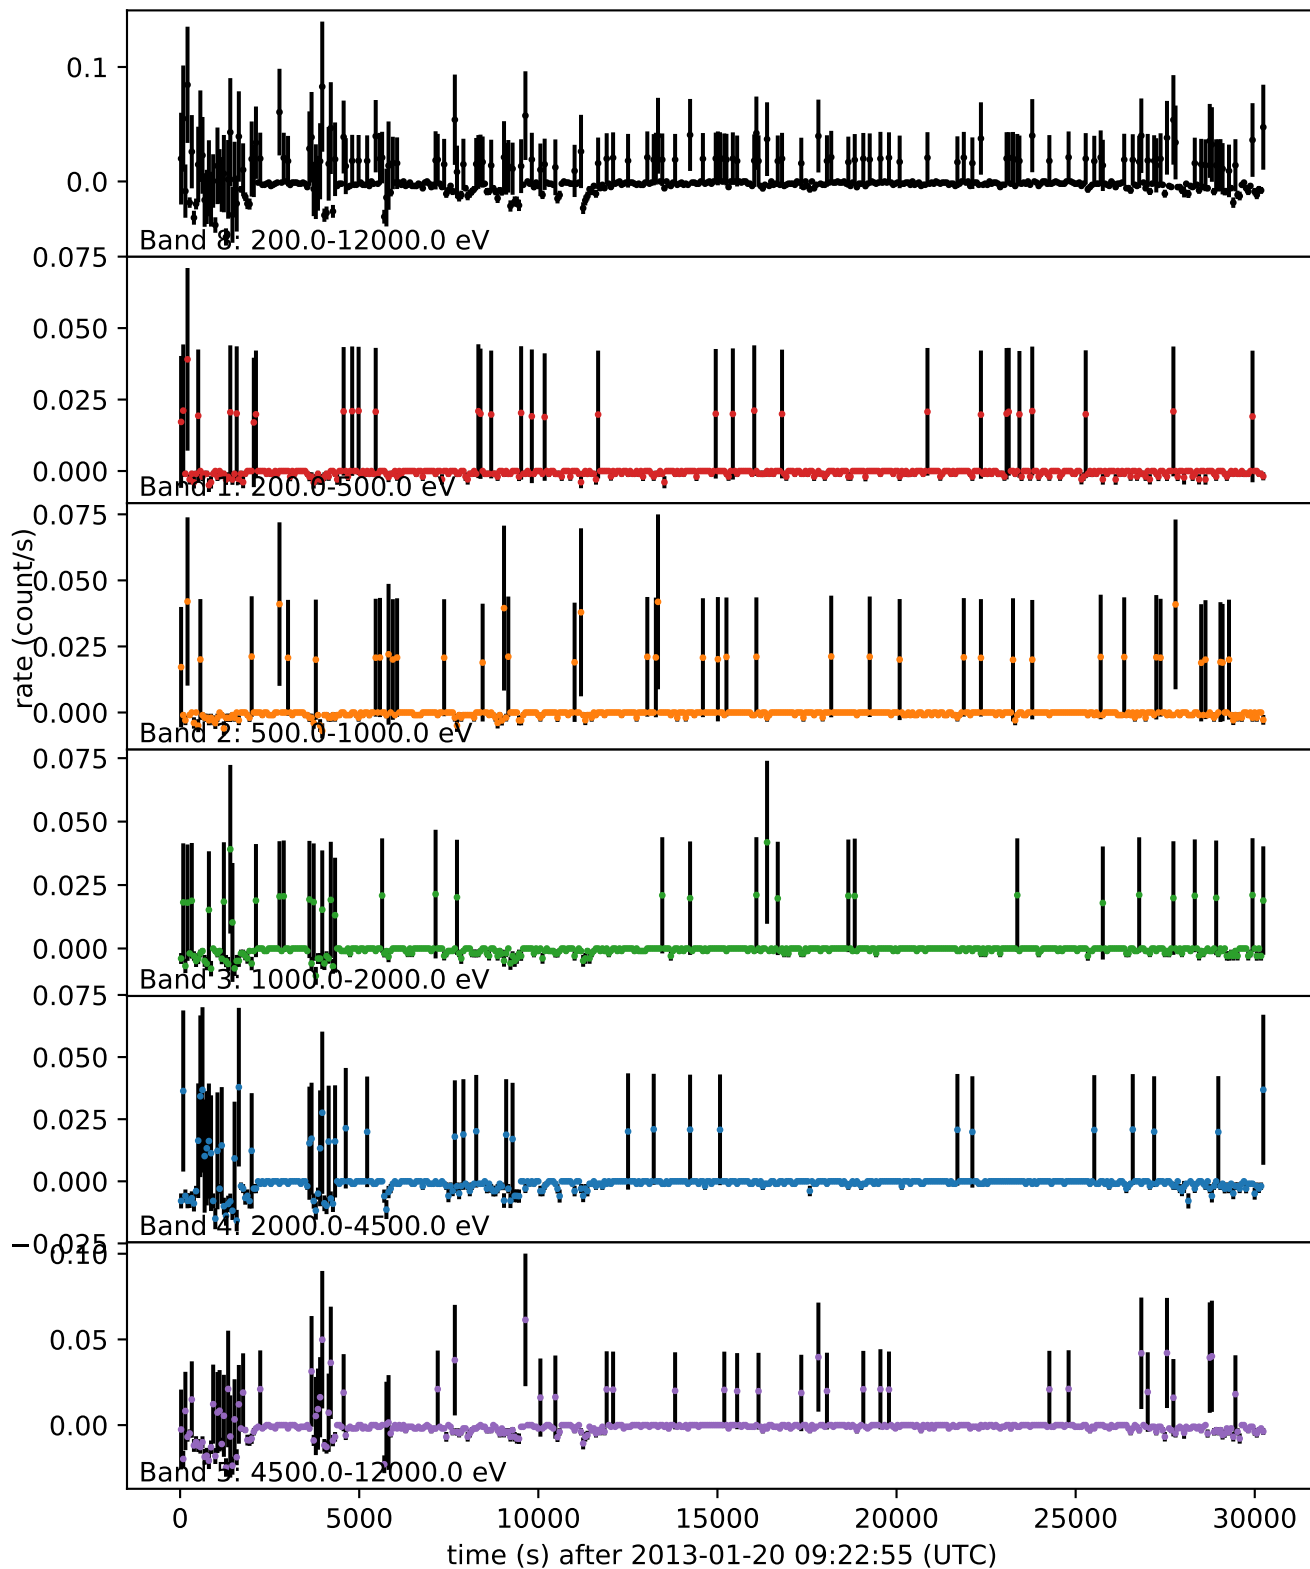 0.1
0.0
Band 8: 200.0-12000.0 eV
0.075
0.050
0.025
0.000
Band 1: 200.0-500.0 eV
0.075
0.050
0.025
0.000
Band 2: 500.0-1000.0 eV
rate (count/s)
0.075
0.050
0.025
0.000
Band 3: 1000.0-2000.0 eV
0.075
0.050
0.025
0.000
−0.025
Band 4: 2000.0-4500.0 eV
0.10
0.05
0.00
Band 5: 4500.0-12000.0 eV
0 5000 10000 15000 20000 25000 30000
time (s) after 2013-01-20 09:22:55 (UTC)